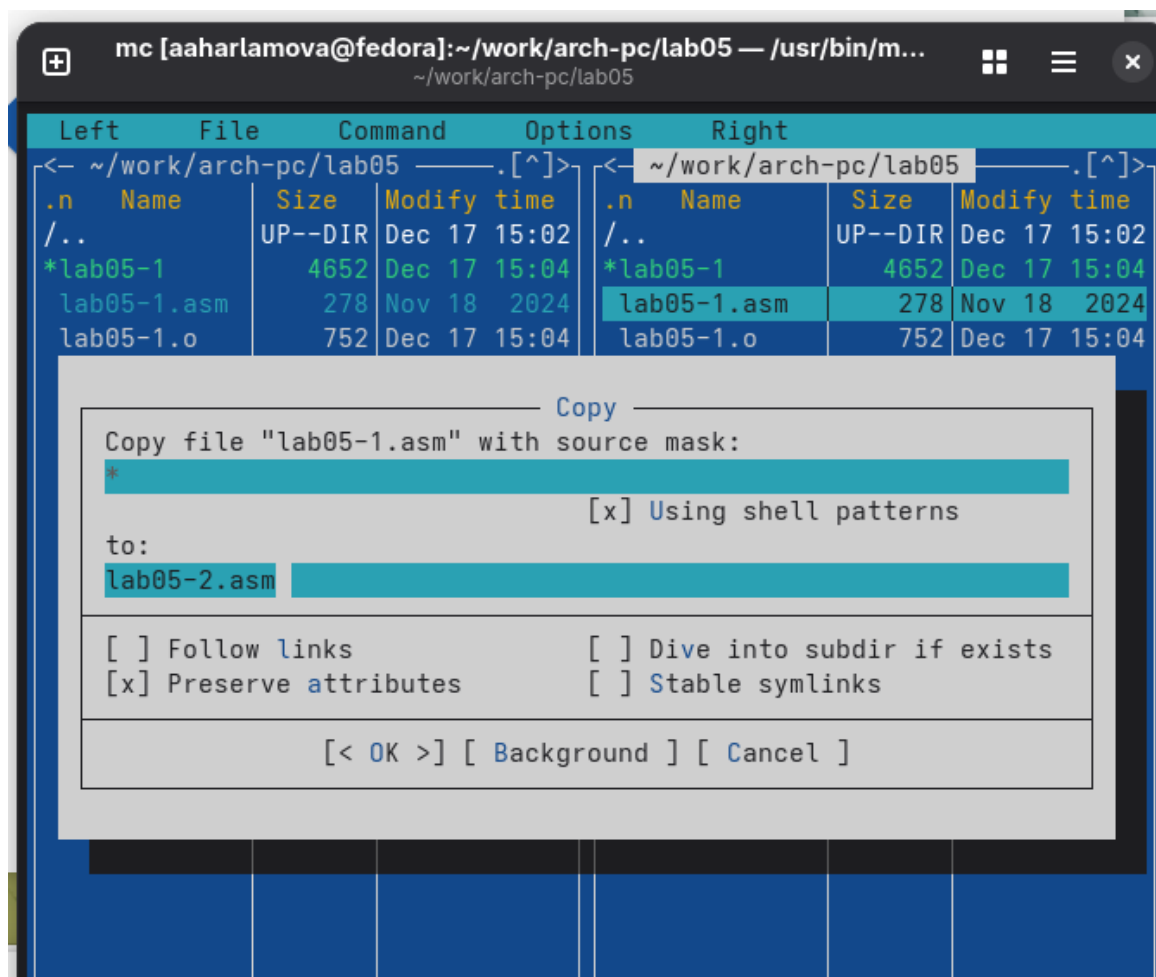 mc [aaharlamova@fedora]:~/work/arch-pc/lab05 — /usr/bin/m...
~/work/arch-pc/lab05
Left File Command Options Right
<— ~/work/arch-pc/lab05 ———.[^]>
.n Name Size Modify time
/.. UP--DIR Dec 17 15:02
*lab05-1 4652 Dec 17 15:04
lab05-1.asm 278 Nov 18 2024
lab05-1.o 752 Dec 17 15:04
<— ~/work/arch-pc/lab05 ———.[^]>
.n Name Size Modify time
/.. UP--DIR Dec 17 15:02
*lab05-1 4652 Dec 17 15:04
lab05-1.asm 278 Nov 18 2024
lab05-1.o 752 Dec 17 15:04
Copy
Copy file "lab05-1.asm" with source mask:
*
[x] Using shell patterns
to:
lab05-2.asm
[ ] Follow links [ ] Dive into subdir if exists
[x] Preserve attributes [ ] Stable symlinks
[< OK >] [ Background ] [ Cancel ]